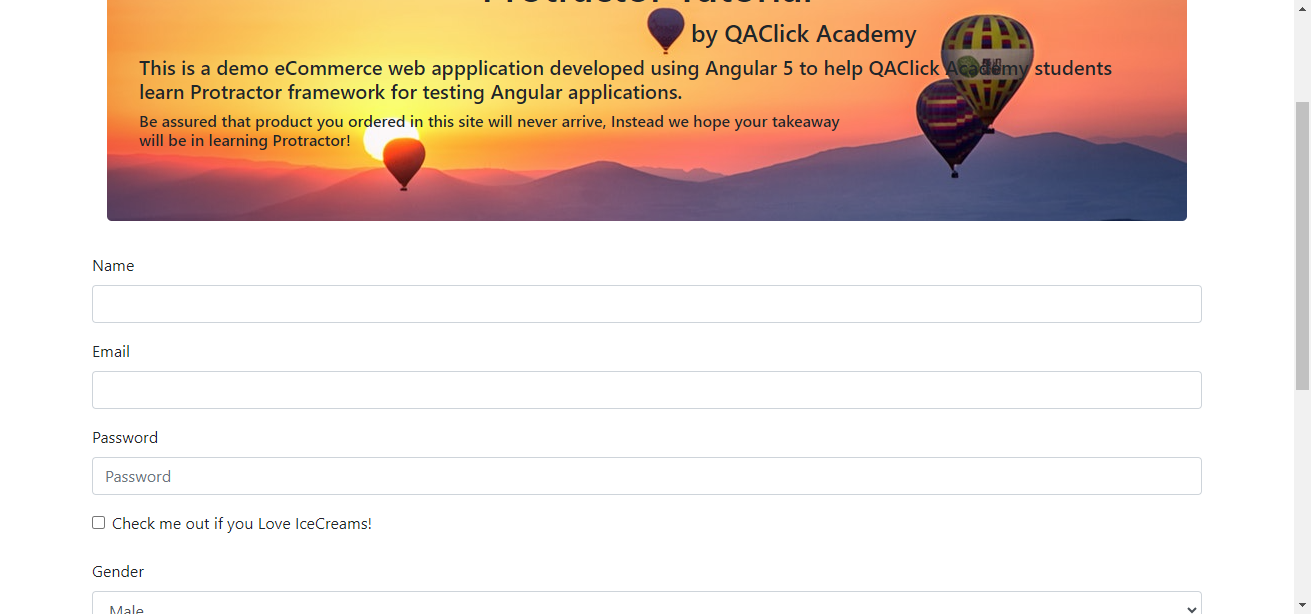 Protractor Tutorial
by QAClick Academy
This is a demo eCommerce web appplication developed using Angular 5 to help QAClick Academy students
learn Protractor framework for testing Angular applications.
Be assured that product you ordered in this site will never arrive, Instead we hope your takeaway
will be in learning Protractor!
Name
Email
Password
Password
Check me out if you Love IceCreams!
Gender
Male